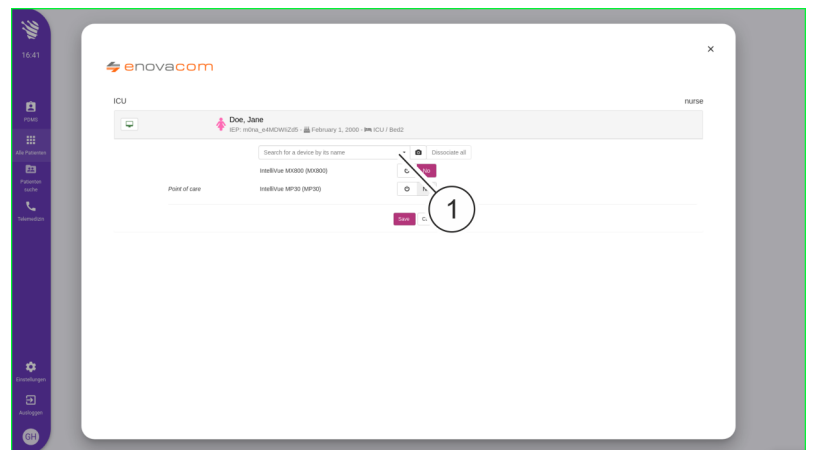 16:41
PDMS
Alle Patienten
Patienten
suche
Telemedizin
Einstellungen
Ausloggen
GH
enovacom
×
ICU
nurse
Doe, Jane
IEP: m0na_e4MDWIiZd5 - February 1, 2000 - ICU / Bed2
Search for a device by its name
Dissociate all
IntelliVue MX800 (MX800)
No
Point of care
IntelliVue MP30 (MP30)
Save
1